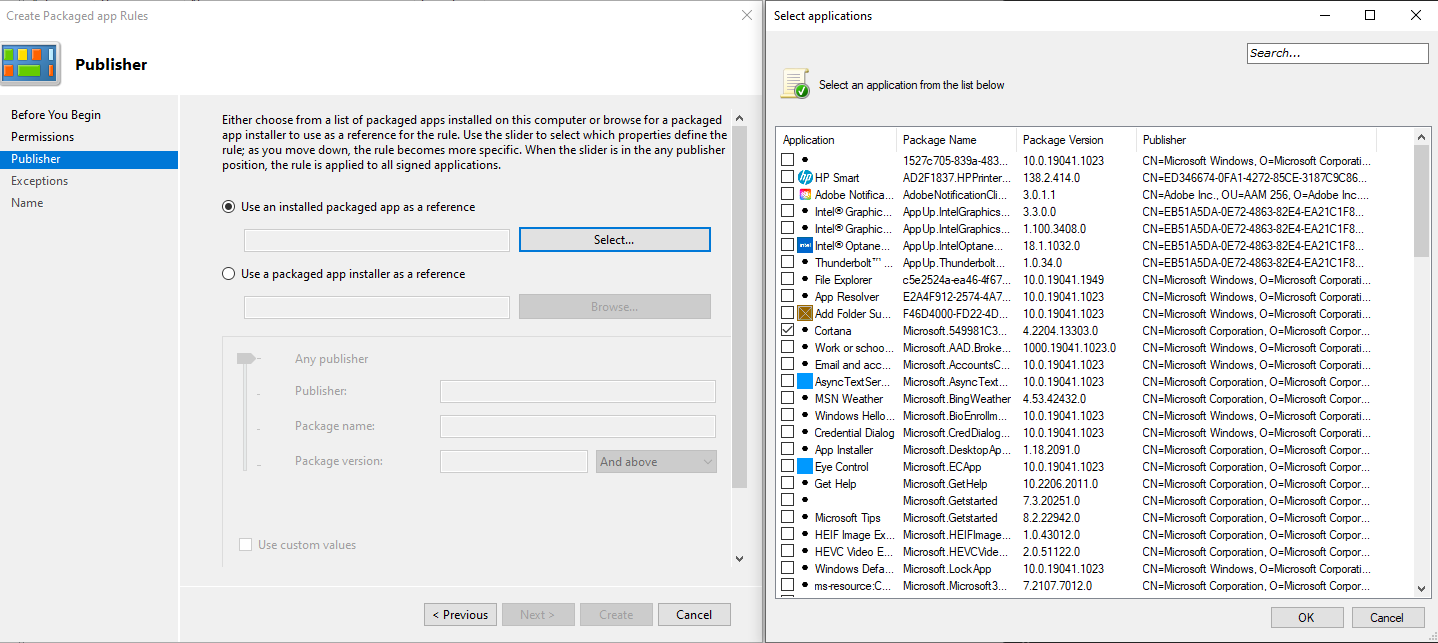 Create Packaged app Rules
Publisher
Before You Begin
Permissions
Publisher
Exceptions
Name
Either choose from a list of packaged apps installed on this computer or browse for a packaged
app installer to use as a reference for the rule. Use the slider to select which properties define the
rule; as you move down, the rule becomes more specific. When the slider is in the any publisher
position, the rule is applied to all signed applications.
Use an installed packaged app as a reference
Select...
Use a packaged app installer as a reference
Browse...
Any publisher
Publisher:
Package name:
Package version:
And above
Use custom values
< Previous
Next >
Create
Cancel
Select applications
Search...
Select an application from the list below
Application Package Name Package Version Publisher
1527c705-839a-483... 10.0.19041.1023 CN=Microsoft Windows, O=Microsoft Corporati...
HP Smart AD2F1837.HPPrinter... 138.2.414.0 CN=ED346674-0FA1-4272-85CE-3187C9C86...
Adobe Notifica... AdobeNotificationCli... 3.0.1.1 CN=Adobe Inc., OU=AAM 256, O=Adobe Inc....
Intel® Graphic... AppUp.IntelGraphics... 3.3.0.0 CN=EB51A5DA-0E72-4863-82E4-EA21C1F8...
Intel® Graphic... AppUp.IntelGraphics... 1.100.3408.0 CN=EB51A5DA-0E72-4863-82E4-EA21C1F8...
intel Intel® Optane... AppUp.IntelOptane... 18.1.1032.0 CN=EB51A5DA-0E72-4863-82E4-EA21C1F8...
Thunderbolt™ ... AppUp.Thunderbolt... 1.0.34.0 CN=EB51A5DA-0E72-4863-82E4-EA21C1F8...
File Explorer c5e2524a-ea46-4f67... 10.0.19041.1949 CN=Microsoft Windows, O=Microsoft Corporati...
App Resolver E2A4F912-2574-4A7... 10.0.19041.1023 CN=Microsoft Windows, O=Microsoft Corporati...
Add Folder Su... F46D4000-FD22-4D... 10.0.19041.1023 CN=Microsoft Windows, O=Microsoft Corporati...
Cortana Microsoft.549981C3... 4.2204.13303.0 CN=Microsoft Corporation, O=Microsoft Corpor...
Work or schoo... Microsoft.AAD.Broke... 1000.19041.1023.0 CN=Microsoft Windows, O=Microsoft Corporati...
Email and acc... Microsoft.AccountsC... 10.0.19041.1023 CN=Microsoft Windows, O=Microsoft Corporati...
AsyncTextSer... Microsoft.AsyncText... 10.0.19041.1023 CN=Microsoft Corporation, O=Microsoft Corpor...
MSN Weather Microsoft.BingWeather 4.53.42432.0 CN=Microsoft Corporation, O=Microsoft Corpor...
Windows Hello... Microsoft.BioEnrollm... 10.0.19041.1023 CN=Microsoft Windows, O=Microsoft Corporati...
Credential Dialog Microsoft.CredDialog... 10.0.19041.1023 CN=Microsoft Windows, O=Microsoft Corporati...
App Installer Microsoft.DesktopAp... 1.18.2091.0 CN=Microsoft Corporation, O=Microsoft Corpor...
Eye Control Microsoft.ECApp 10.0.19041.1023 CN=Microsoft Windows, O=Microsoft Corporati...
Get Help Microsoft.GetHelp 10.2206.2011.0 CN=Microsoft Corporation, O=Microsoft Corpor...
Microsoft.Getstarted 7.3.20251.0 CN=Microsoft Corporation, O=Microsoft Corpor...
Microsoft Tips Microsoft.Getstarted 8.2.22942.0 CN=Microsoft Corporation, O=Microsoft Corpor...
HEIF Image Ex... Microsoft.HEIFImage... 1.0.43012.0 CN=Microsoft Corporation, O=Microsoft Corpor...
HEVC Video E... Microsoft.HEVCVide... 2.0.51122.0 CN=Microsoft Corporation, O=Microsoft Corpor...
Windows Defa... Microsoft.LockApp 10.0.19041.1023 CN=Microsoft Windows, O=Microsoft Corporati...
ms-resource:C... Microsoft.Microsoft3... 7.2107.7012.0 CN=Microsoft Corporation, O=Microsoft Corpor...
OK
Cancel